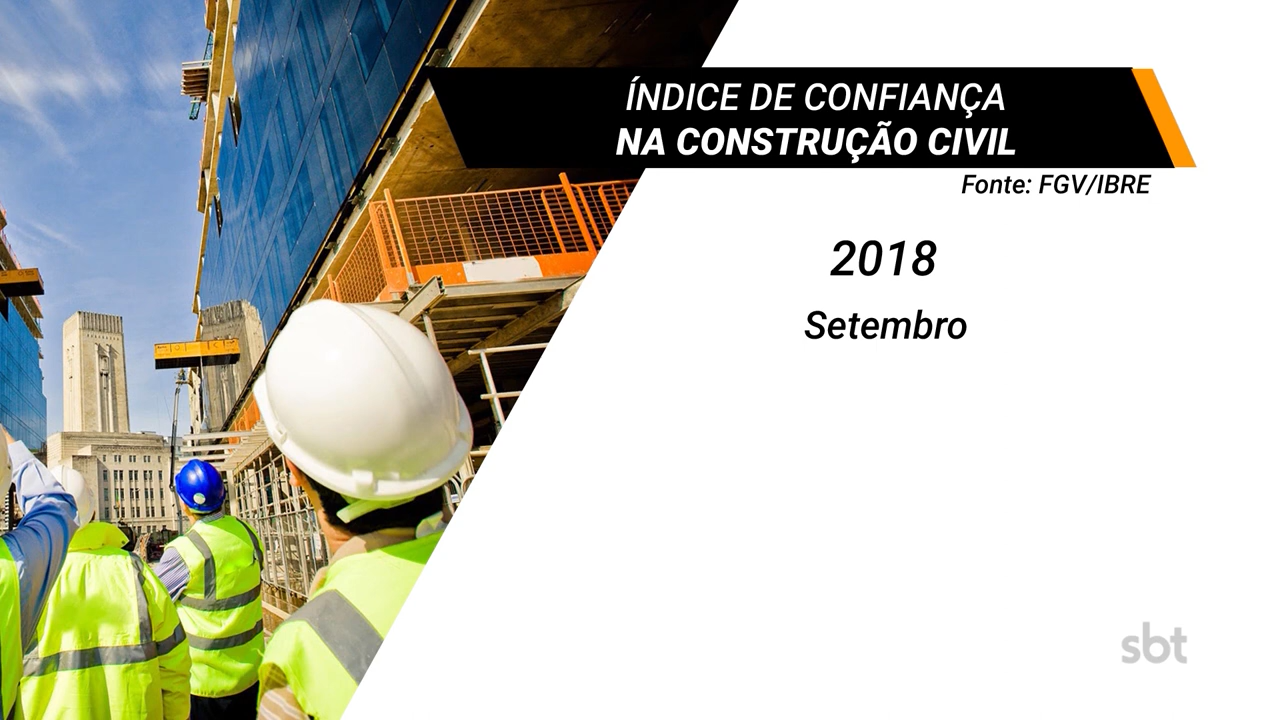 ÍNDICE DE CONFIANÇA
NA CONSTRUÇÃO CIVIL
Fonte: FGV/IBRE
2018
Setembro
sbt